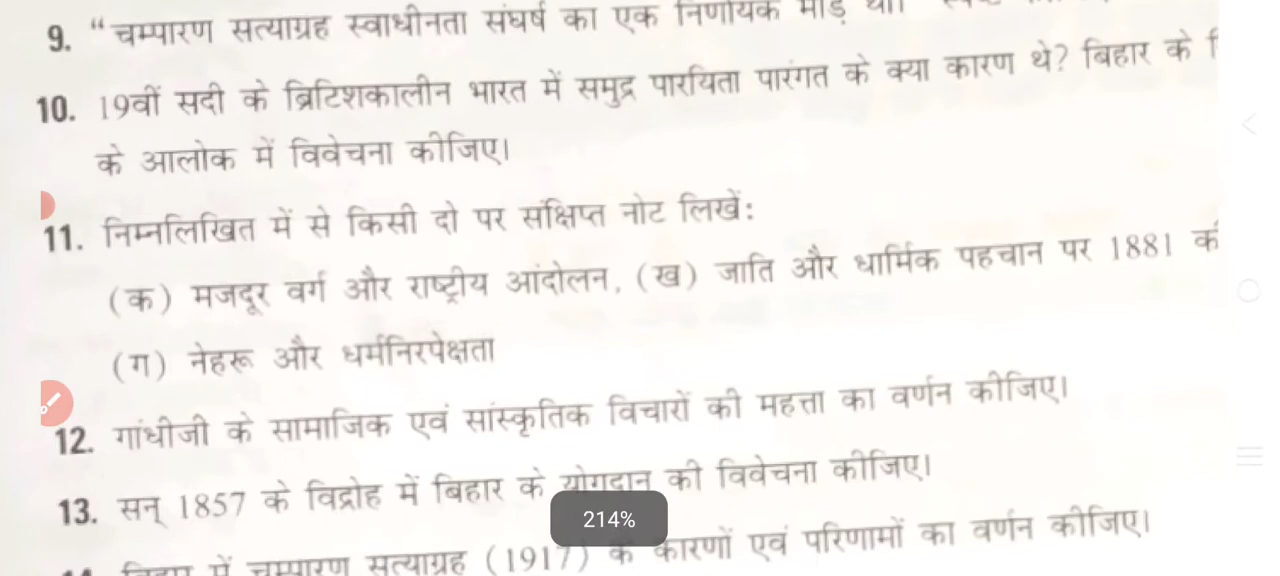 9. “चम्पारण सत्याग्रह स्वाधीनता संघर्ष का एक निर्णायक मोड़ था।
10. 19वीं सदी के ब्रिटिशकालीन भारत में समुद्र पारयिता पारंगत के क्या कारण थे? बिहार के
के आलोक में विवेचना कीजिए।
11. निम्नलिखित में से किसी दो पर संक्षिप्त नोट लिखें:
(क) मजदूर वर्ग और राष्ट्रीय आंदोलन, (ख) जाति और धार्मिक पहचान पर 1881
(ग) नेहरू और धर्मनिरपेक्षता
12. गांधीजी के सामाजिक एवं सांस्कृतिक विचारों की महत्ता का वर्णन कीजिए।
13. सन् 1857 के विद्रोह में बिहार के योगदान की विवेचना कीजिए।
214%
में चम्पारण सत्याग्रह (1917) के कारणों एवं परिणामों का वर्णन कीजिए।